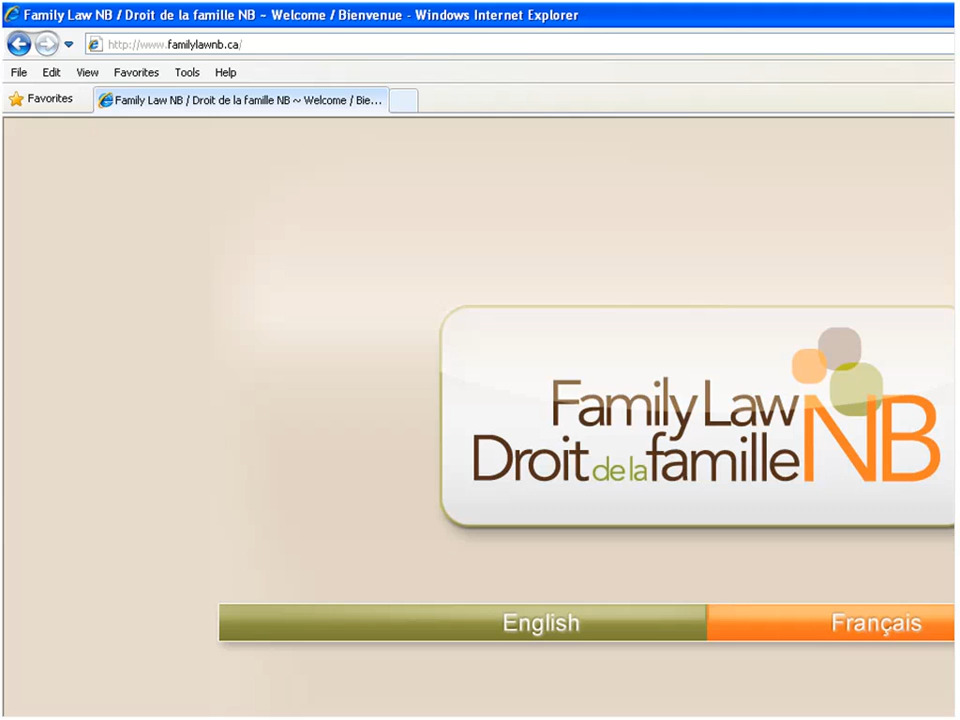 Family Law NB / Droit de la famille NB ~ Welcome / Bienvenue - Windows Internet Explorer
http://www.familylawnb.ca/
File Edit View Favorites Tools Help
Favorites Family Law NB / Droit de la famille NB ~ Welcome / Bie...
Family Law
Droit de la famille NB
English Français